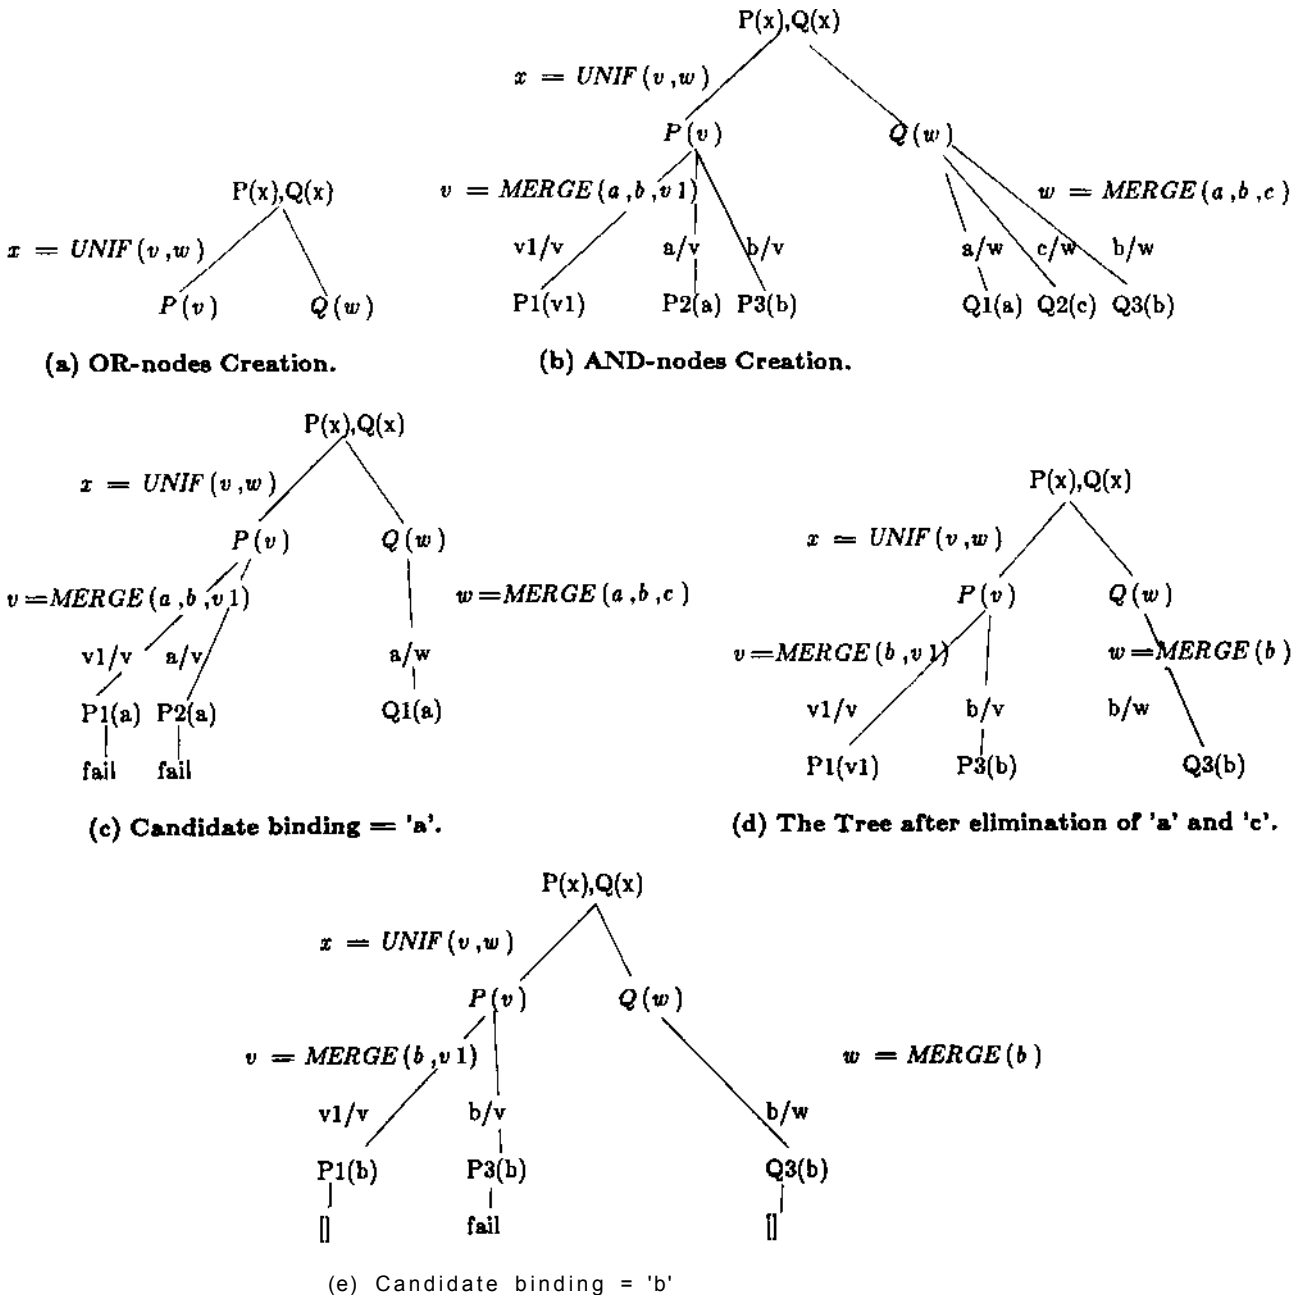 P(x),Q(x)
x = UNIF(v,w)
P(v)
Q(w)
(a) OR-nodes Creation.
P(x),Q(x)
x = UNIF(v,w)
P(v)
Q(w)
v = MERGE(a,b,v1)
w = MERGE(a,b,c)
v1/v a/v b/v
a/w c/w b/w
P1(v1) P2(a) P3(b)
Q1(a) Q2(c) Q3(b)
(b) AND-nodes Creation.
P(x),Q(x)
x = UNIF(v,w)
P(v) Q(w)
v=MERGE(a,b,v1)
w=MERGE(a,b,c)
v1/v a/v a/w
P1(a) P2(a) Q1(a)
fail fail
(c) Candidate binding = 'a'.
P(x),Q(x)
x = UNIF(v,w)
P(v) Q(w)
v=MERGE(b,v1) w=MERGE(b)
v1/v b/v b/w
P1(v1) P3(b) Q3(b)
(d) The Tree after elimination of 'a' and 'c'.
P(x),Q(x)
x = UNIF(v,w)
P(v) Q(w)
v = MERGE(b,v1) w = MERGE(b)
v1/v b/v b/w
P1(b) P3(b) Q3(b)
[] fail []
(e) Candidate binding = 'b'